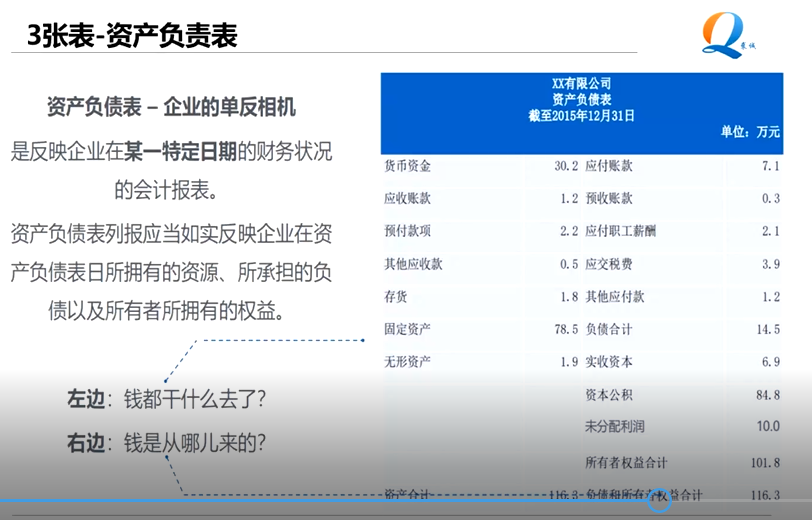 3张表-资产负责表
资产负债表 – 企业的单反相机
是反映企业在某一特定日期的财务状况
的会计报表。
资产负债表列报应当如实反映企业在资
产负债表日所拥有的资源、所承担的负
债以及所有者所拥有的权益。
左边：钱都干什么去了?
右边：钱是从哪儿来的?
XX有限公司
资产负债表
截至2015年12月31日
单位：万元
货币资金 30.2 应付账款 7.1
应收账款 1.2 预收账款 0.3
预付款项 2.2 应付职工薪酬 2.1
其他应收款 0.5 应交税费 3.9
存货 1.8 其他应付款 1.2
固定资产 78.5 负债合计 14.5
无形资产 1.9 实收资本 6.9
资本公积 84.8
未分配利润 10.0
所有者权益合计 101.8
资产合计 116.3 负债和所有者权益合计 116.3